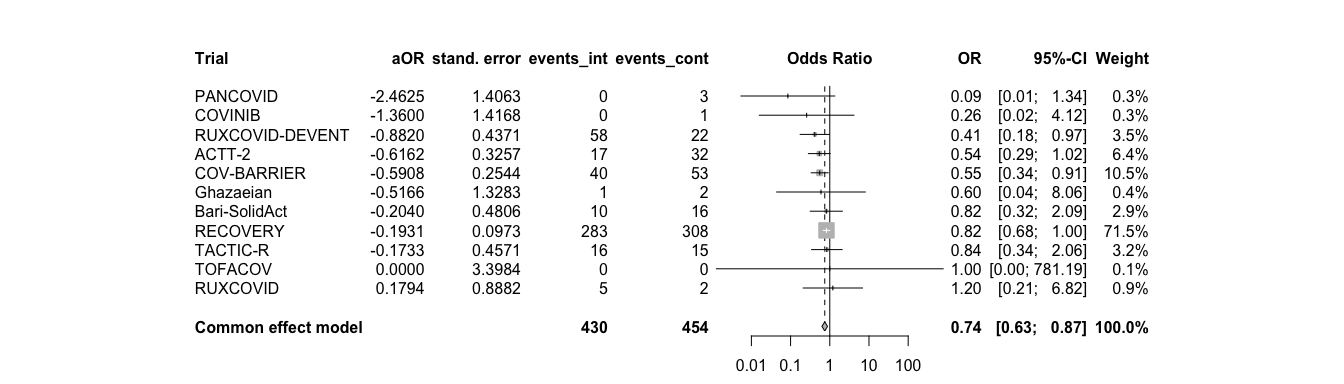 Trial aOR stand. error events_int events_cont Odds Ratio OR 95%-CI Weight
PANCOVID -2.4625 1.4063 0 3 0.09 [0.01; 1.34] 0.3%
COVINIB -1.3600 1.4168 0 1 0.26 [0.02; 4.12] 0.3%
RUXCOVID-DEVENT -0.8820 0.4371 58 22 0.41 [0.18; 0.97] 3.5%
ACTT-2 -0.6162 0.3257 17 32 0.54 [0.29; 1.02] 6.4%
COV-BARRIER -0.5908 0.2544 40 53 0.55 [0.34; 0.91] 10.5%
Ghazaeian -0.5166 1.3283 1 2 0.60 [0.04; 8.06] 0.4%
Bari-SolidAct -0.2040 0.4806 10 16 0.82 [0.32; 2.09] 2.9%
RECOVERY -0.1931 0.0973 283 308 0.82 [0.68; 1.00] 71.5%
TACTIC-R -0.1733 0.4571 16 15 0.84 [0.34; 2.06] 3.2%
TOFACOV 0.0000 3.3984 0 0 1.00 [0.00; 781.19] 0.1%
RUXCOVID 0.1794 0.8882 5 2 1.20 [0.21; 6.82] 0.9%
Common effect model 430 454 0.74 [0.63; 0.87] 100.0%
0.01 0.1 1 10 100